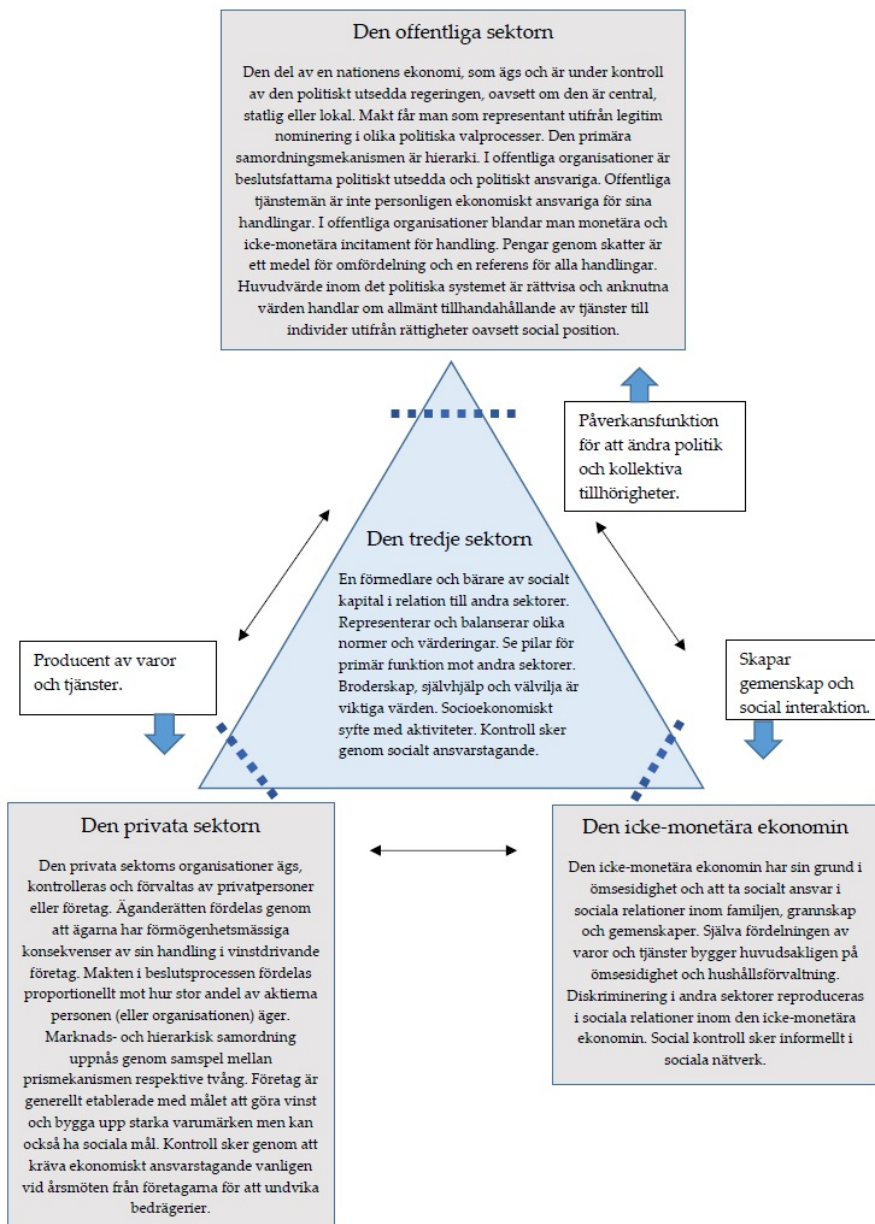 Den offentliga sektorn
Den del av en nationens ekonomi, som ägs och är under kontroll
av den politiskt utsedda regeringen, oavsett om den är central,
statlig eller lokal. Makt får man som representant utifrån legitim
nominering i olika politiska valprocesser. Den primära
samordningsmekanismen är hierarki. I offentliga organisationer är
beslutsfattarna politiskt utsedda och politiskt ansvariga. Offentliga
tjänstemän är inte personligen ekonomiskt ansvariga för sina
handlingar. I offentliga organisationer blandar man monetära och
icke-monetära incitament för handling. Pengar genom skatter är
ett medel för omfördelning och en referens för alla handlingar.
Huvudvärde inom det politiska systemet är rättvisa och anknutna
värden handlar om allmänt tillhandahållande av tjänster till
individer utifrån rättigheter oavsett social position.
Påverkansfunktion
för att ändra politik
och kollektiva
tillhörigheter.
Den tredje sektorn
En förmedlare och bärare av socialt
kapital i relation till andra sektorer.
Representerar och balanserar olika
normer och värderingar. Se pilar för
primär funktion mot andra sektorer.
Broderskap, självhjälp och välvilja är
viktiga värden. Socioekonomiskt
syfte med aktiviteter. Kontroll sker
genom socialt ansvarstagande.
Producent av varor
och tjänster.
Skapar
gemenskap och
social interaktion.
Den privata sektorn
Den privata sektorns organisationer ägs,
kontrolleras och förvaltas av privatpersoner
eller företag. Äganderätten fördelas genom
att ägarna har förmögenhetsmässiga
konsekvenser av sin handling i vinstdrivande
företag. Makten i beslutsprocessen fördelas
proportionellt mot hur stor andel av aktierna
personen (eller organisationen) äger.
Marknads- och hierarkisk samordning
uppnås genom samspel mellan
prismekanismen respektive tvång. Företag är
generellt etablerade med målet att göra vinst
och bygga upp starka varumärken men kan
också ha sociala mål. Kontroll sker genom att
kräva ekonomiskt ansvarstagande vanligen
vid årsmöten från företagarna för att undvika
bedrägerier.
Den icke-monetära ekonomin
Den icke-monetära ekonomin har sin grund i
ömsesidighet och att ta socialt ansvar i
sociala relationer inom familjen, grannskap
och gemenskaper. Själva fördelningen av
varor och tjänster bygger huvudsakligen på
ömsesidighet och hushållsförvaltning.
Diskriminering i andra sektorer reproduceras
i sociala relationer inom den icke-monetära
ekonomin. Social kontroll sker informellt i
sociala nätverk.